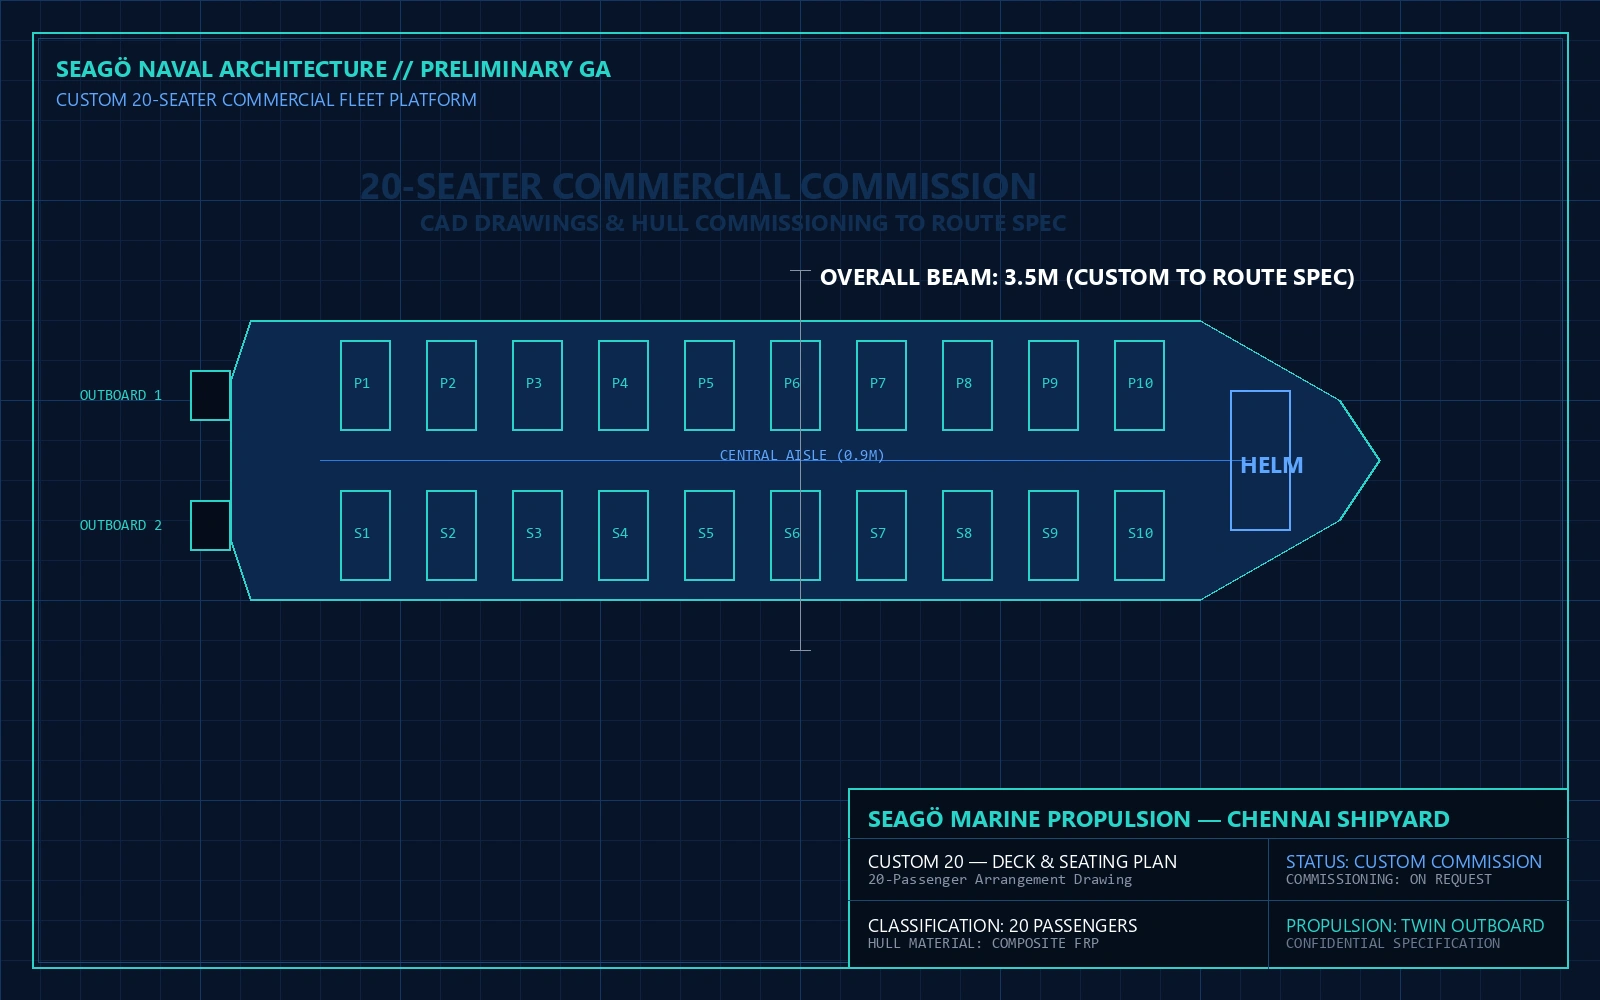 SEAGÖ NAVAL ARCHITECTURE // PRELIMINARY GA
CUSTOM 20-SEATER COMMERCIAL FLEET PLATFORM
20-SEATER COMMERCIAL COMMISSION
CAD DRAWINGS & HULL COMMISSIONING TO ROUTE SPEC
OVERALL BEAM: 3.5M (CUSTOM TO ROUTE SPEC)
P1 P2 P3 P4 P5 P6 P7 P8 P9 P10
OUTBOARD 1
CENTRAL AISLE (0.9M)
HELM
OUTBOARD 2
S1 S2 S3 S4 S5 S6 S7 S8 S9 S10
SEAGÖ MARINE PROPULSION — CHENNAI SHIPYARD
CUSTOM 20 — DECK & SEATING PLAN
20-Passenger Arrangement Drawing
STATUS: CUSTOM COMMISSION
COMMISSIONING: ON REQUEST
CLASSIFICATION: 20 PASSENGERS
HULL MATERIAL: COMPOSITE FRP
PROPULSION: TWIN OUTBOARD
CONFIDENTIAL SPECIFICATION